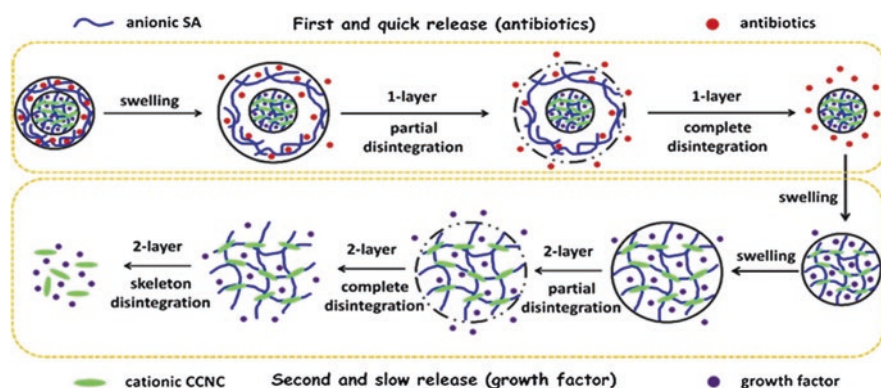 anionic SA
First and quick release (antibiotics)
antibiotics
swelling
1-layer
partial
disintegration
1-layer
complete
disintegration
swelling
2-layer
skeleton
disintegration
2-layer
complete
disintegration
2-layer
partial
disintegration
swelling
cationic CCNC
Second and slow release (growth factor)
growth factor